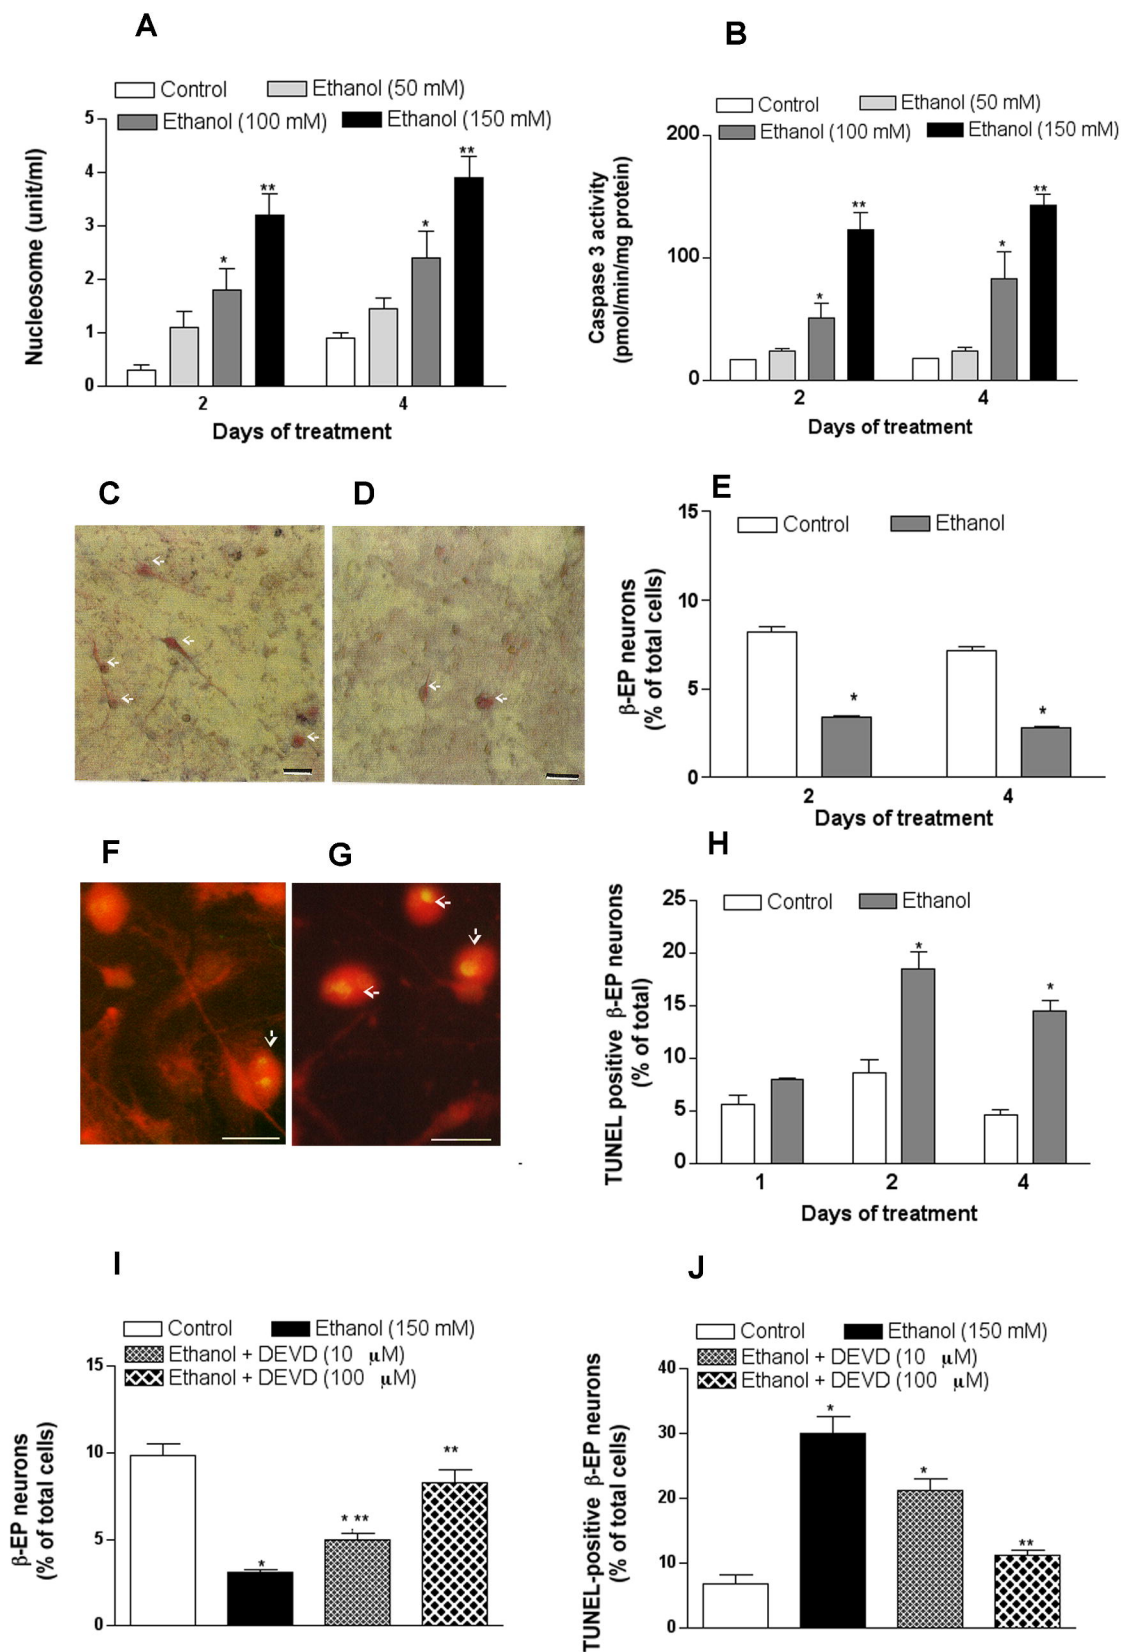 A
Control
Ethanol (50 mM)
Ethanol (100 mM)
Ethanol (150 mM)
Nucleosome (unit/ml)
5
4
3
2
1
0
*
**
*
**
2
4
Days of treatment
B
Control
Ethanol (50 mM)
Ethanol (100 mM)
Ethanol (150 mM)
Caspase 3 activity
(pmol/min/mg protein)
200
100
0
*
**
*
**
2
4
Days of treatment
C
D
E
Control
Ethanol
β-EP neurons
(% of total cells)
15
10
5
0
*
*
2
4
Days of treatment
F
G
H
Control
Ethanol
TUNEL positive β-EP neurons
(% of total)
25
20
15
10
5
0
*
*
1
2
4
Days of treatment
I
Control
Ethanol (150 mM)
Ethanol + DEVD (10 μM)
Ethanol + DEVD (100 μM)
β-EP neurons
(% of total cells)
15
10
5
0
*
* **
**
J
Control
Ethanol (150 mM)
Ethanol + DEVD (10 μM)
Ethanol + DEVD (100 μM)
TUNEL-positive β-EP neurons
(% of total cells)
40
30
20
10
0
*
*
**